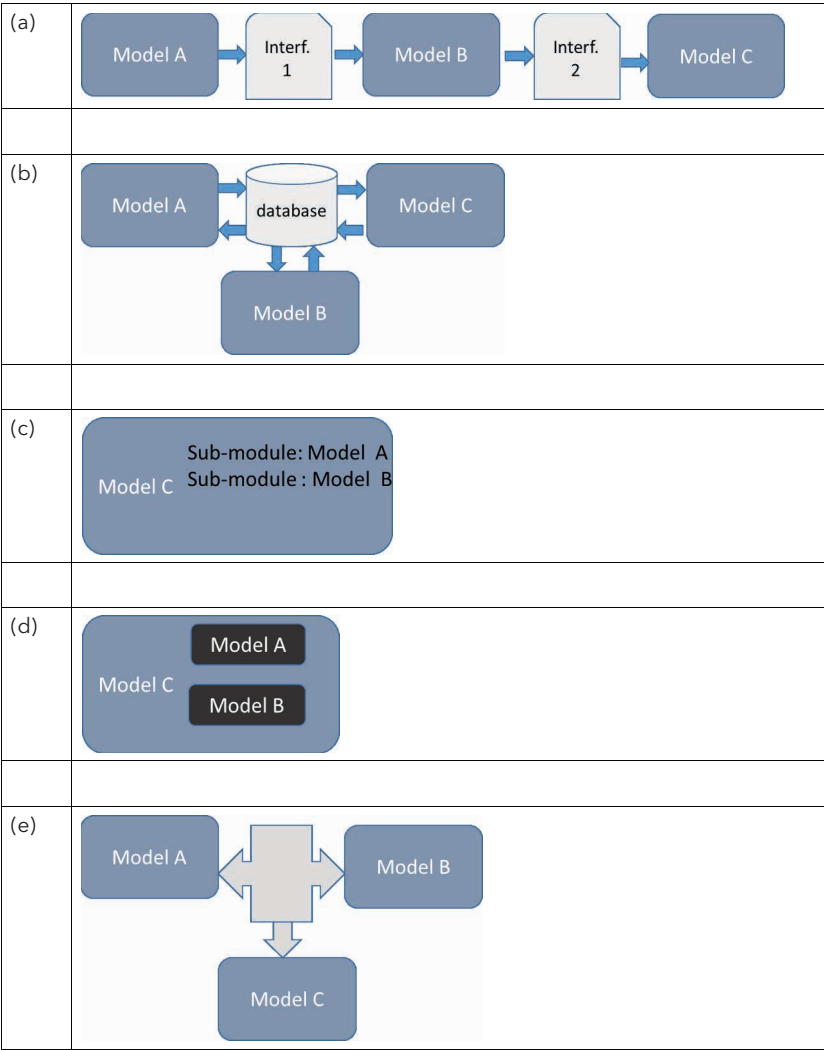 (a)
Model A
Interf.
1
Model B
Interf.
2
Model C
(b)
Model A
database
Model C
Model B
(c)
Sub-module: Model A
Model C
Sub-module : Model B
(d)
Model A
Model C
Model B
(e)
Model A
Model B
Model C